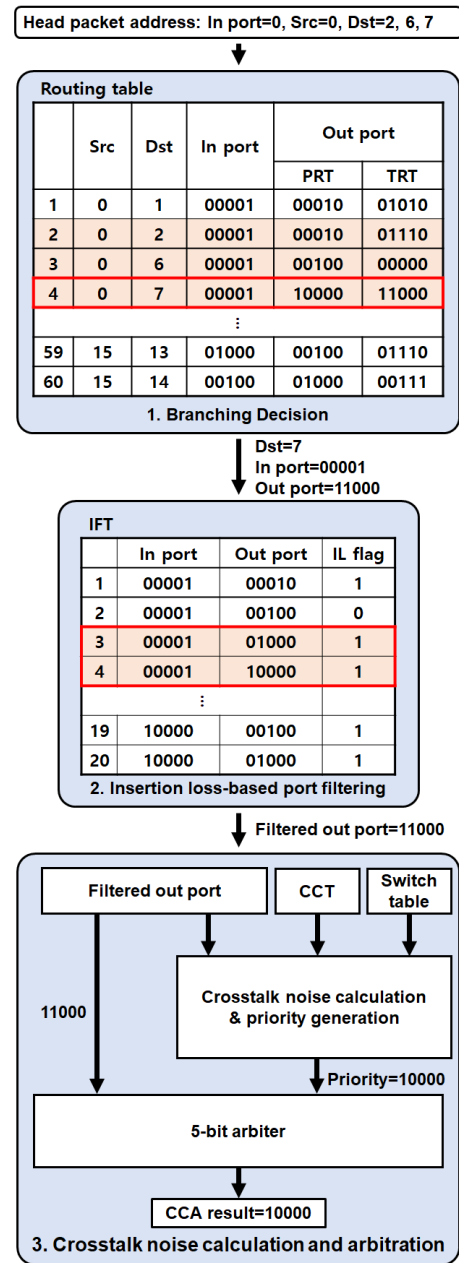 Head packet address: In port=0, Src=0, Dst=2, 6, 7
Routing table
Src Dst In port Out port
PRT TRT
1 0 1 00001 00010 01010
2 0 2 00001 00010 01110
3 0 6 00001 00100 00000
4 0 7 00001 10000 11000
⋮
59 15 13 01000 00100 01110
60 15 14 00100 01000 00111
1. Branching Decision
Dst=7
In port=00001
Out port=11000
IFT
In port Out port IL flag
1 00001 00010 1
2 00001 00100 0
3 00001 01000 1
4 00001 10000 1
⋮
19 10000 00100 1
20 10000 01000 1
2. Insertion loss-based port filtering
Filtered out port=11000
Filtered out port
CCT
Switch
table
Crosstalk noise calculation
& priority generation
11000
Priority=10000
5-bit arbiter
CCA result=10000
3. Crosstalk noise calculation and arbitration